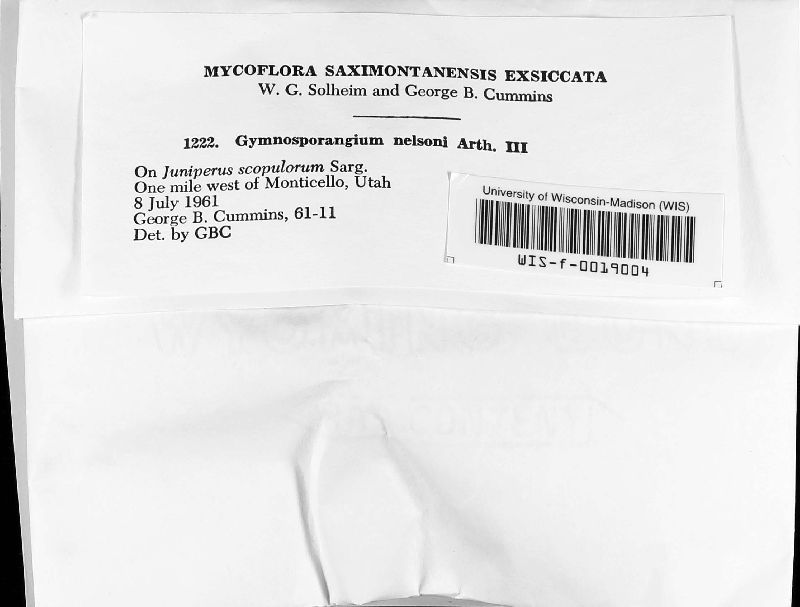 MYCOFLORA SAXIMONTANENSIS EXSICCATA
W. G. Solheim and George B. Cummins
1222. Gymnosporangium nelsoni Arth. III
On Juniperus scopulorum Sarg.
One mile west of Monticello, Utah
8 July 1961
George B. Cummins, 61-11
Det. by GBC
University of Wisconsin-Madison (WIS)
WIS-f-0019004